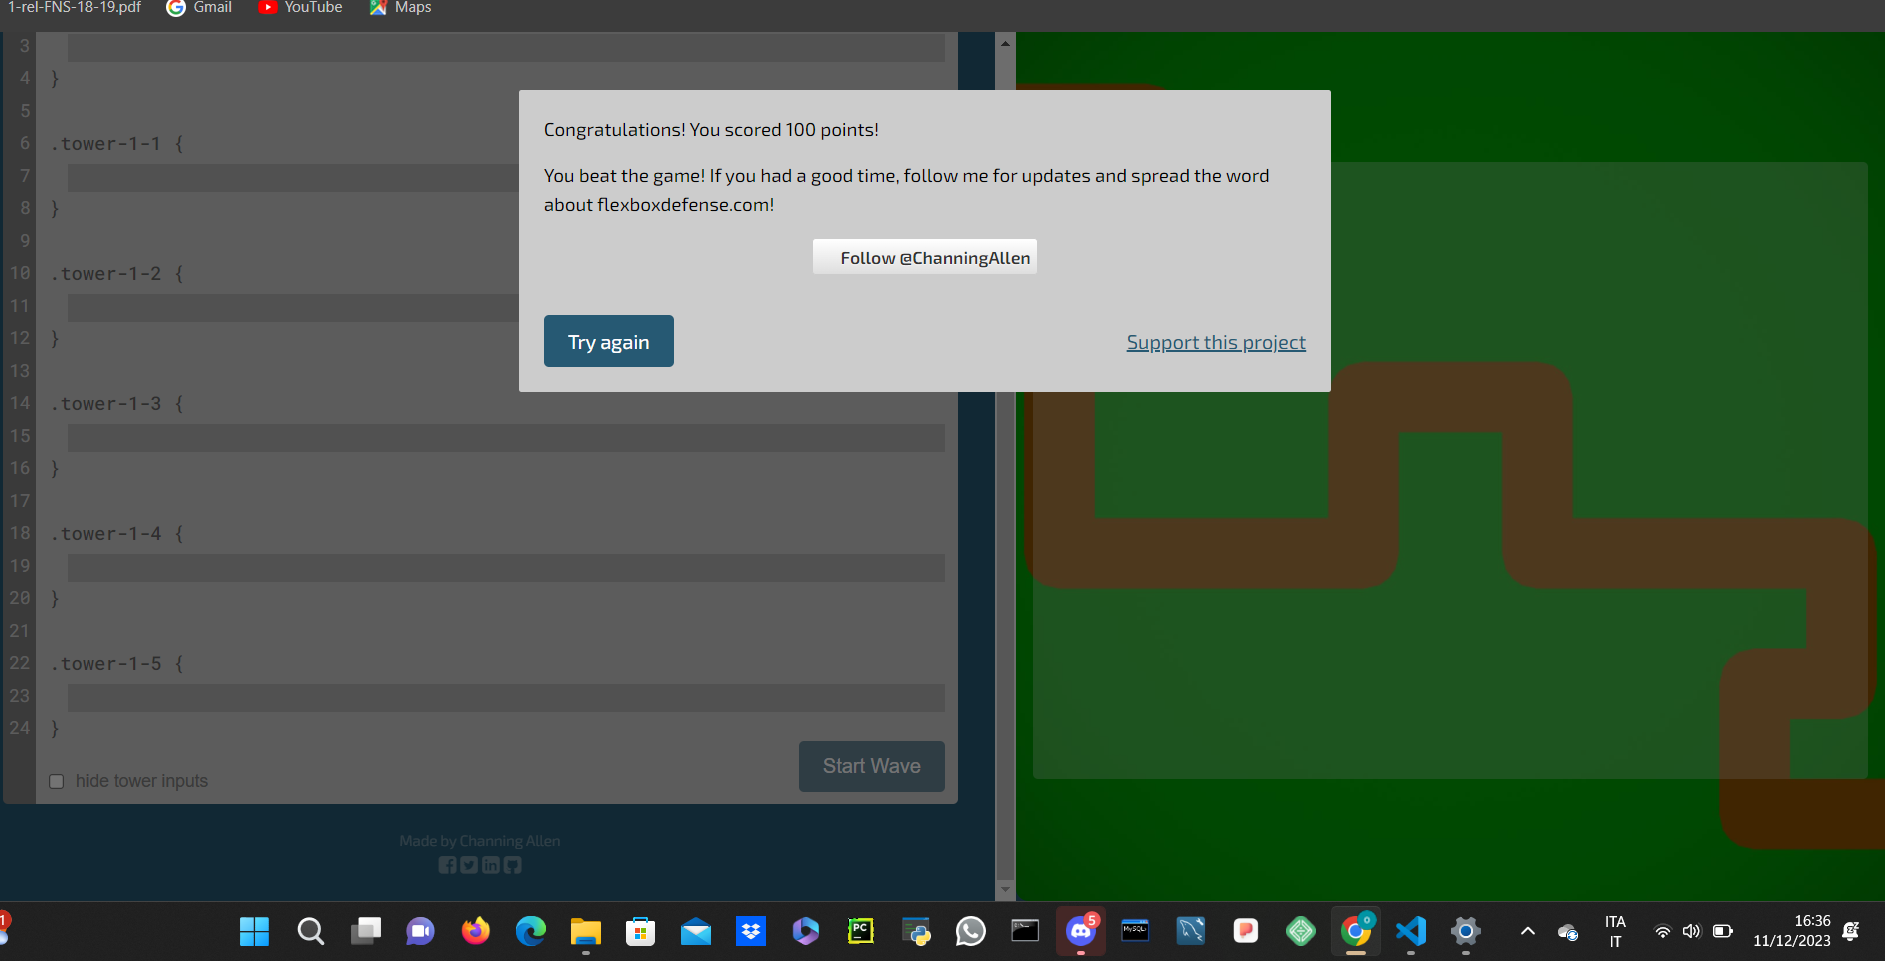 1-rel-FNS-18-19.pdf Gmail YouTube Maps
3
4 }
5
6 .tower-1-1 {
7
8 }
9
10 .tower-1-2 {
11
12 }
13
14 .tower-1-3 {
15
16 }
17
18 .tower-1-4 {
19
20 }
21
22 .tower-1-5 {
23
24 }
hide tower inputs
Start Wave
Made by Channing Allen
Congratulations! You scored 100 points!
You beat the game! If you had a good time, follow me for updates and spread the word
about flexboxdefense.com!
Follow @ChanningAllen
Try again
Support this project
1
PC
MySQL
5
ITA
IT
16:36
11/12/2023